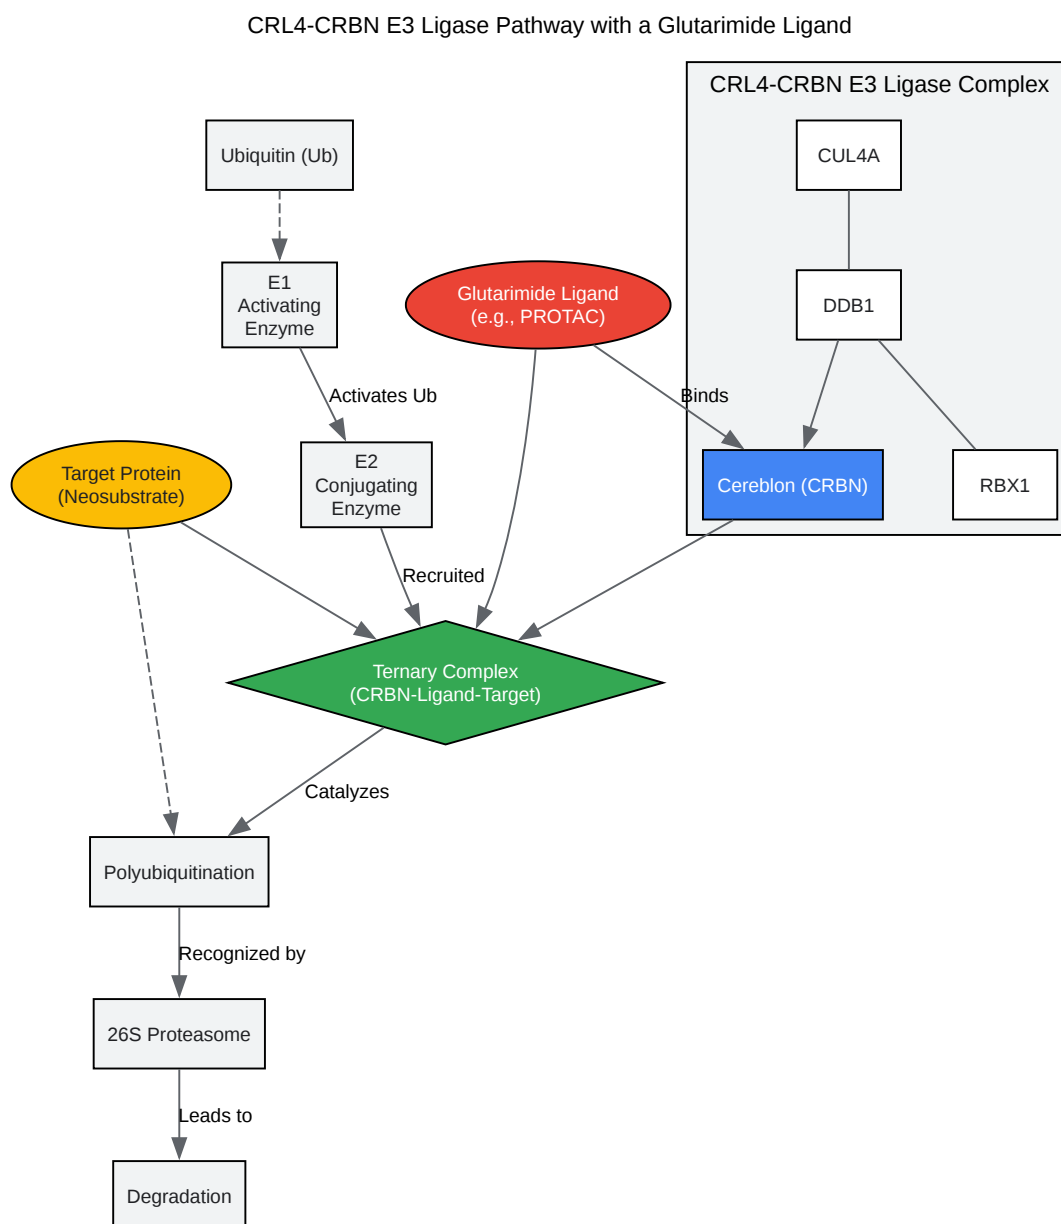 CRL4-CRBN E3 Ligase Pathway with a Glutarimide Ligand
CRL4-CRBN E3 Ligase Complex
Ubiquitin (Ub)
CUL4A
E1
Activating
Enzyme
Glutarimide Ligand
(e.g., PROTAC)
DDB1
Activates Ub
Binds
Target Protein
(Neosubstrate)
E2
Conjugating
Enzyme
Cereblon (CRBN)
RBX1
Recruited
Ternary Complex
(CRBN-Ligand-Target)
Catalyzes
Polyubiquitination
Recognized by
26S Proteasome
Leads to
Degradation